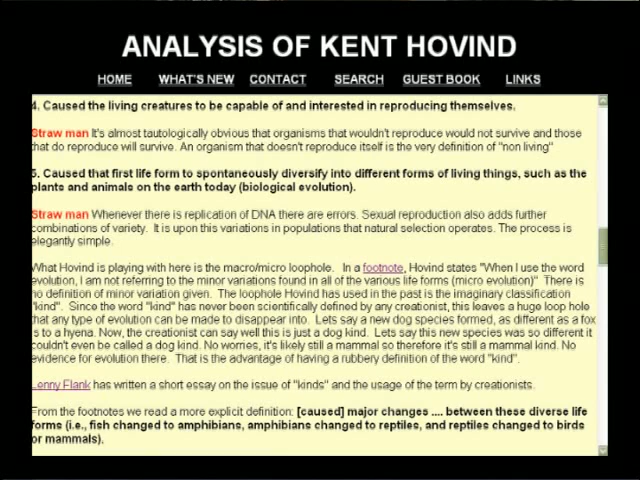 ANALYSIS OF KENT HOVIND
HOME WHAT'S NEW CONTACT SEARCH GUEST BOOK LINKS
4. Caused the living creatures to be capable of and interested in reproducing themselves.
Straw man It's almost tautologically obvious that organisms that wouldn't reproduce would not survive and those
that do reproduce will survive. An organism that doesn't reproduce itself is the very definition of "non living"
5. Caused that first life form to spontaneously diversify into different forms of living things, such as the
plants and animals on the earth today (biological evolution).
Straw man Whenever there is replication of DNA there are errors. Sexual reproduction also adds further
combinations of variety. It is upon this variations in populations that natural selection operates. The process is
elegantly simple.
What Hovind is playing with here is the macro/micro loophole. In a footnote, Hovind states "When I use the word
evolution, I am not referring to the minor variations found in all of the various life forms (micro evolution)" There is
no definition of minor variation given. The loophole Hovind has used in the past is the imaginary classification
"kind". Since the word "kind" has never been scientifically defined by any creationist, this leaves a huge loop hole
that any type of evolution can be made to disappear into. Lets say a new dog species formed, as different as a fox
is to a hyena. Now, the creationist can say well this is just a dog kind. Lets say this new species was so different it
couldn't even be called a dog kind. No worries, it's likely still a mammal so therefore it's still a mammal kind. No
evidence for evolution there. That is the advantage of having a rubbery definition of the word "kind".
Lenny Flank has written a short essay on the issue of "kinds" and the usage of the term by creationists.
From the footnotes we read a more explicit definition: [caused] major changes .... between these diverse life
forms (i.e., fish changed to amphibians, amphibians changed to reptiles, and reptiles changed to birds
or mammals).